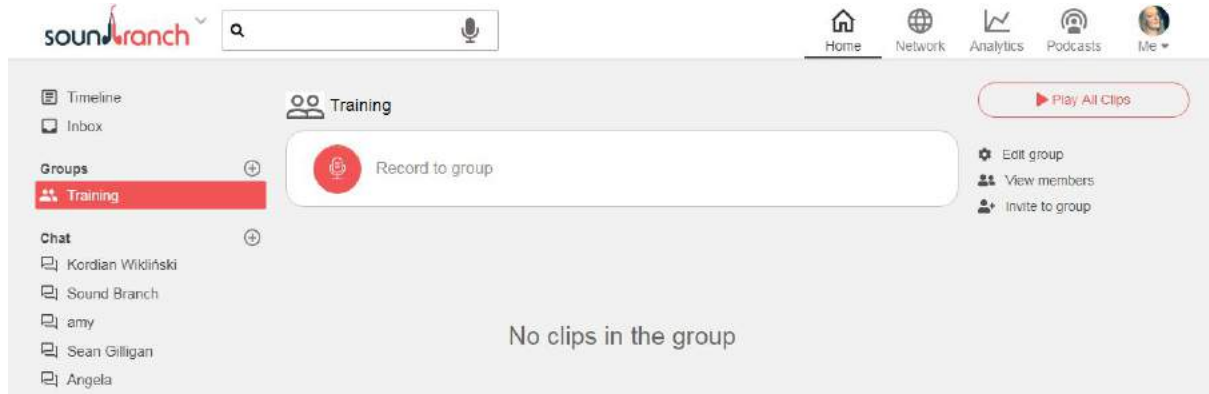 soundbranch
Home
Network
Analytics
Podcasts
Me
Timeline
Inbox
Groups
Training
Chat
Kordian Wikliński
Sound Branch
amy
Sean Gilligan
Angela
Training
Record to group
No clips in the group
Play All Clips
Edit group
View members
Invite to group